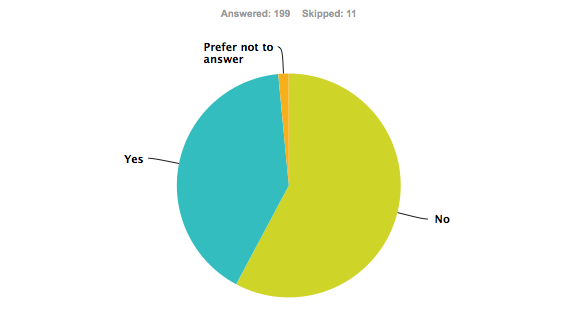 Answered: 199 Skipped: 11
Prefer not to
answer
Yes
No